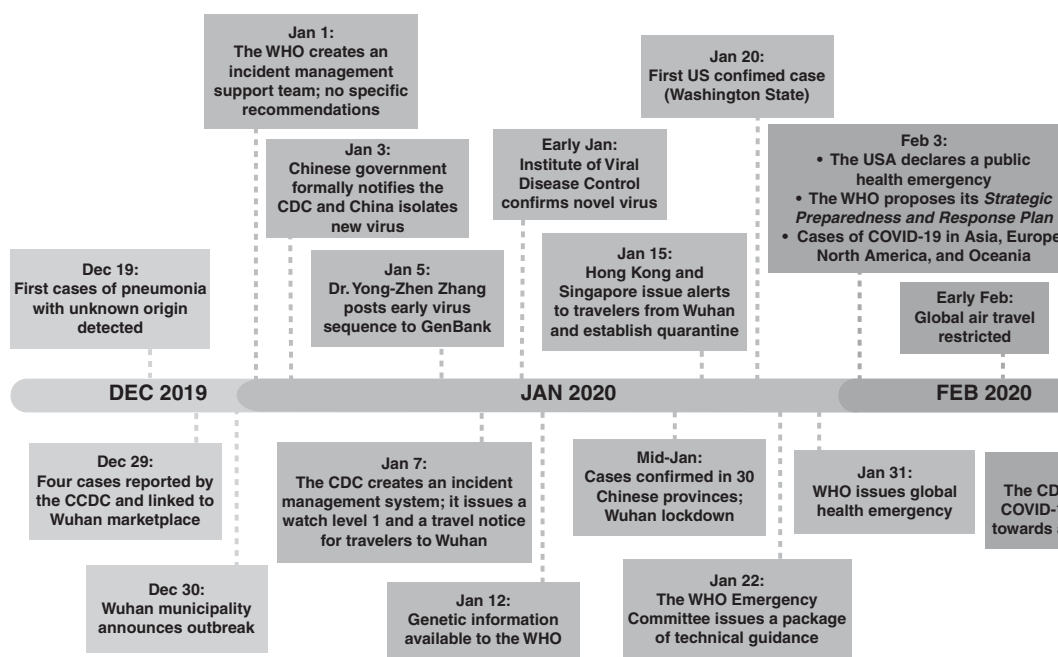 Jan 1:
The WHO creates an
incident management
support team; no specific
recommendations
Jan 20:
First US confimed case
(Washington State)
Jan 3:
Chinese government
formally notifies the
CDC and China isolates
new virus
Early Jan:
Institute of Viral
Disease Control
confirms novel virus
Feb 3:
• The USA declares a public
health emergency
• The WHO proposes its Strategic
Preparedness and Response Plan
• Cases of COVID-19 in Asia, Europe
North America, and Oceania
Dec 19:
First cases of pneumonia
with unknown origin
detected
Jan 5:
Dr. Yong-Zhen Zhang
posts early virus
sequence to GenBank
Jan 15:
Hong Kong and
Singapore issue alerts
to travelers from Wuhan
and establish quarantine
Early Feb:
Global air travel
restricted
DEC 2019
JAN 2020
FEB 2020
Dec 29:
Four cases reported by
the CCDC and linked to
Wuhan marketplace
Jan 7:
The CDC creates an incident
management system; it issues a
watch level 1 and a travel notice
for travelers to Wuhan
Mid-Jan:
Cases confirmed in 30
Chinese provinces;
Wuhan lockdown
Jan 31:
WHO issues global
health emergency
The CD
COVID-1
towards
Dec 30:
Wuhan municipality
announces outbreak
Jan 12:
Genetic information
available to the WHO
Jan 22:
The WHO Emergency
Committee issues a package
of technical guidance